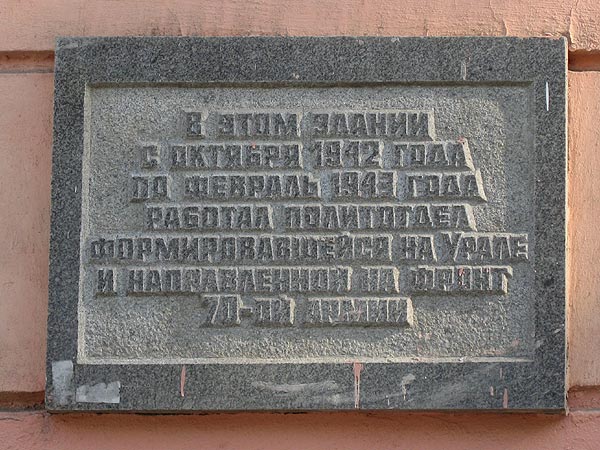 В ЭТОМ ЗДАНИИ
С ОКТЯБРЯ 1942 ГОДА
ПО ФЕВРАЛЬ 1943 ГОДА
РАБОТАЛ ПОЛИТОТДЕЛ
ФОРМИРОВАВШЕЙСЯ НА УРАЛЕ
И НАПРАВЛЕННОЙ НА ФРОНТ
70-ОЙ АРМИИ